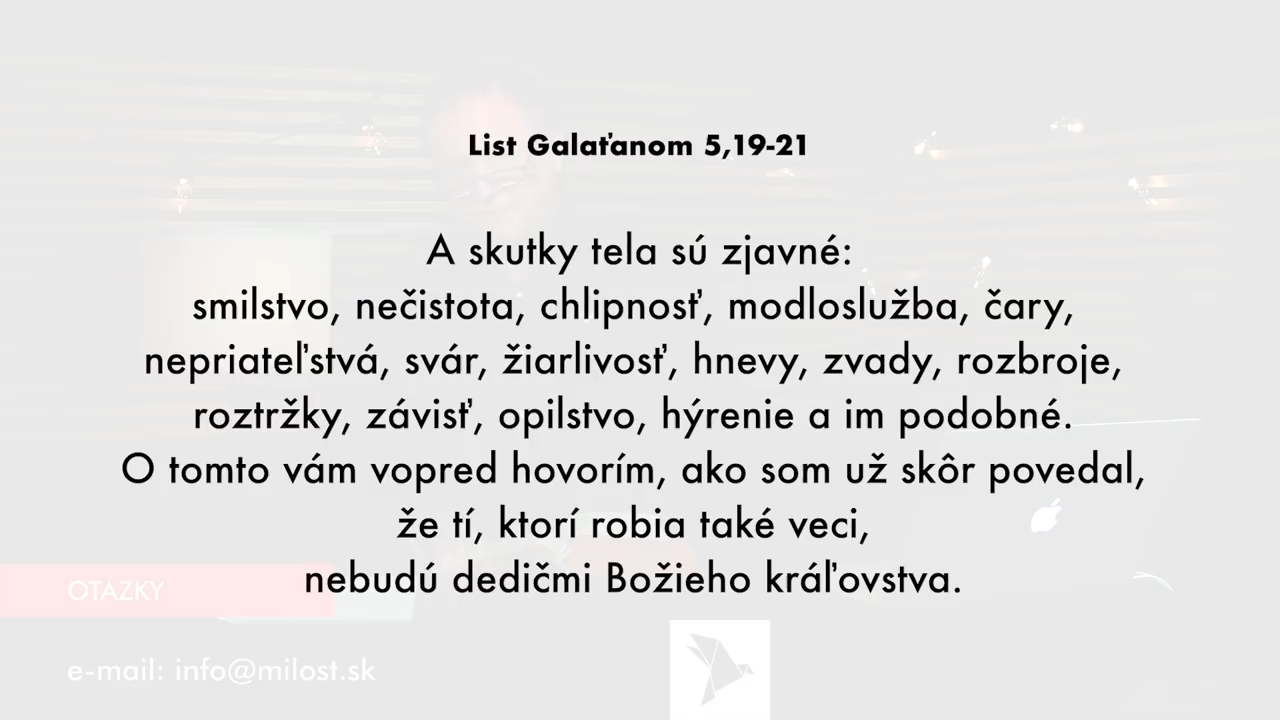 List Galaťanom 5,19-21
A skutky tela sú zjavné:
smilstvo, nečistota, chlipnosť, modloslužba, čary,
nepriateľstvá, svár, žiarlivosť, hnevy, zvady, rozbroje,
roztržky, závisť, opilstvo, hýrenie a im podobné.
O tomto vám vopred hovorím, ako som už skôr povedal,
že tí, ktorí robia také veci,
nebudú dedičmi Božieho kráľovstva.
OTÁZKY
e-mail: info@milost.sk